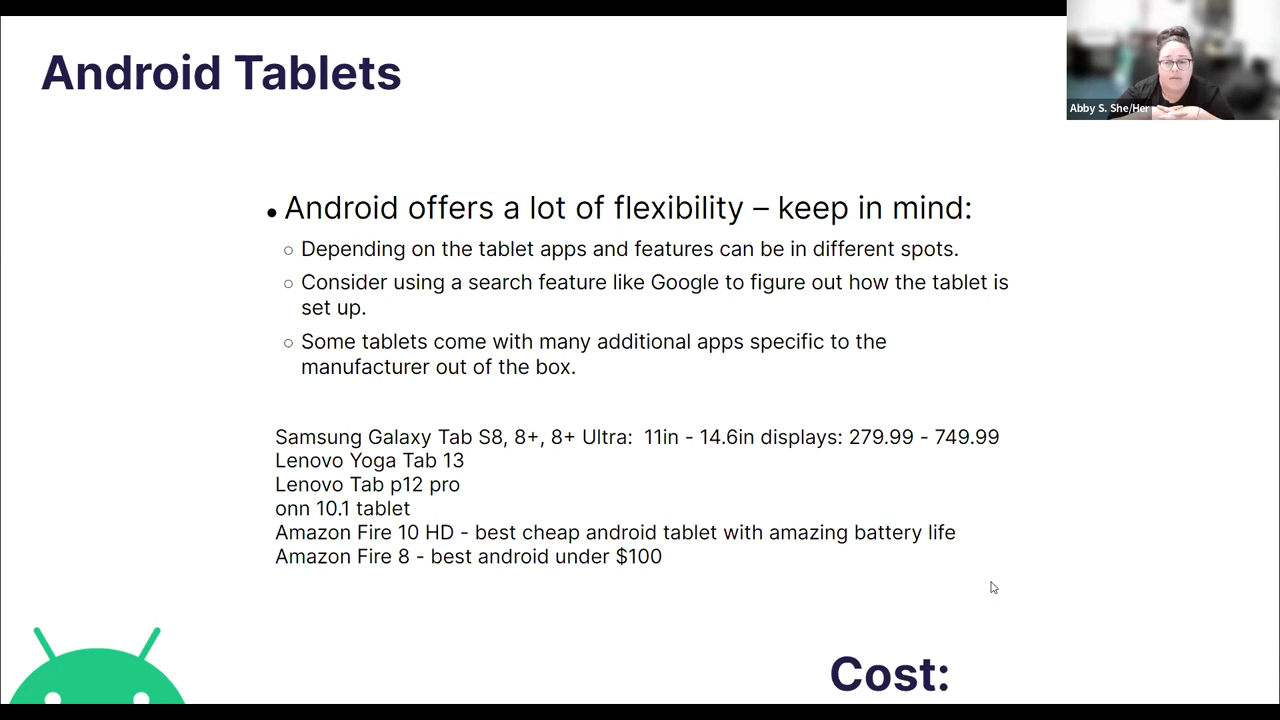 Android Tablets
Abby S. She/Her
• Android offers a lot of flexibility – keep in mind:
○ Depending on the tablet apps and features can be in different spots.
○ Consider using a search feature like Google to figure out how the tablet is
set up.
○ Some tablets come with many additional apps specific to the
manufacturer out of the box.
Samsung Galaxy Tab S8, 8+, 8+ Ultra:  11in - 14.6in displays: 279.99 - 749.99
Lenovo Yoga Tab 13
Lenovo Tab p12 pro
onn 10.1 tablet
Amazon Fire 10 HD - best cheap android tablet with amazing battery life
Amazon Fire 8 - best android under $100
Cost: